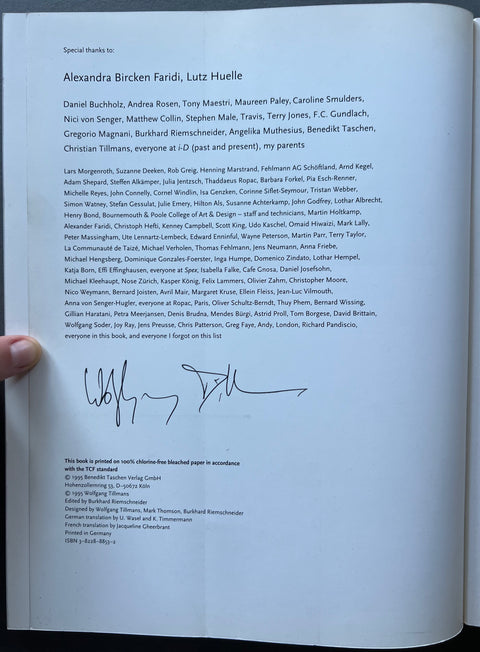 Special thanks to:
Alexandra Bircken Faridi, Lutz Huelle
Daniel Buchholz, Andrea Rosen, Tony Maestri, Maureen Paley, Caroline Smulders,
Nici von Senger, Matthew Collin, Stephen Male, Travis, Terry Jones, F.C. Gundlach,
Gregorio Magnani, Burkhard Riemschneider, Angelika Muthesius, Benedikt Taschen,
Christian Tillmans, everyone at i-D (past and present), my parents
Lars Morgenroth, Suzanne Deeken, Rob Greig, Henning Marstrand, Fehlmann AG Schöftland, Arnd Kegel,
Adam Shepard, Steffen Alkämper, Julia Jentzsch, Thaddaeus Ropac, Barbara Forkel, Pia Esch-Renner,
Michelle Reyes, John Connelly, Cornel Windlin, Isa Genzken, Corinne Siflet-Seymour, Tristan Webber,
Simon Watney, Stefan Gessulat, Julie Emery, Hilton Als, Susanne Achterkamp, John Godfrey, Lothar Albrecht,
Henry Bond, Bournemouth & Poole College of Art & Design – staff and technicians, Martin Holtkamp,
Alexander Faridi, Christoph Hefti, Kenney Campbell, Scott King, Udo Kaschel, Omaid Hiwaizi, Mark Lally,
Peter Massingham, Ute Lennartz-Lembeck, Edward Enninful, Wayne Peterson, Martin Parr, Terry Taylor,
La Communauté de Taizé, Michael Verholen, Thomas Fehlmann, Jens Neumann, Anna Friebe,
Michael Hengsberg, Dominique Gonzales-Foerster, Inga Humpe, Domenico Zindato, Lothar Hempel,
Katja Born, Effi Effinghausen, everyone at Spex, Isabella Falke, Cafe Gnosa, Daniel Josefsohn,
Michael Kleehaupt, Nose Zürich, Kasper König, Felix Lammers, Olivier Zahm, Christopher Moore,
Nico Weymann, Bernard Joisten, Avril Mair, Margaret Kruse, Ellein Fleiss, Jean-Luc Vilmouth,
Anna von Senger-Hugler, everyone at Ropac, Paris, Oliver Schultz-Berndt, Thuy Phem, Bernard Wissing,
Gillian Haratani, Petra Meerjansen, Denis Brudna, Mendes Bürgi, Astrid Proll, Tom Borgese, David Brittain,
Wolfgang Soder, Joy Ray, Jens Preusse, Chris Patterson, Greg Faye, Andy, London, Richard Pandiscio,
everyone in this book, and everyone I forgot on this list
Wolfgang Tillmans
This book is printed on 100% chlorine-free bleached paper in accordance
with the TCF standard
© 1995 Benedikt Taschen Verlag GmbH
Hohenzollernring 53, D–50672 Köln
© 1995 Wolfgang Tillmans
Edited by Burkhard Riemschneider
Designed by Wolfgang Tillmans, Mark Thomson, Burkhard Riemschneider
German translation by U. Wasel and K. Timmermann
French translation by Jacqueline Gheerbrant
Printed in Germany
ISBN 3–8228–8853–2